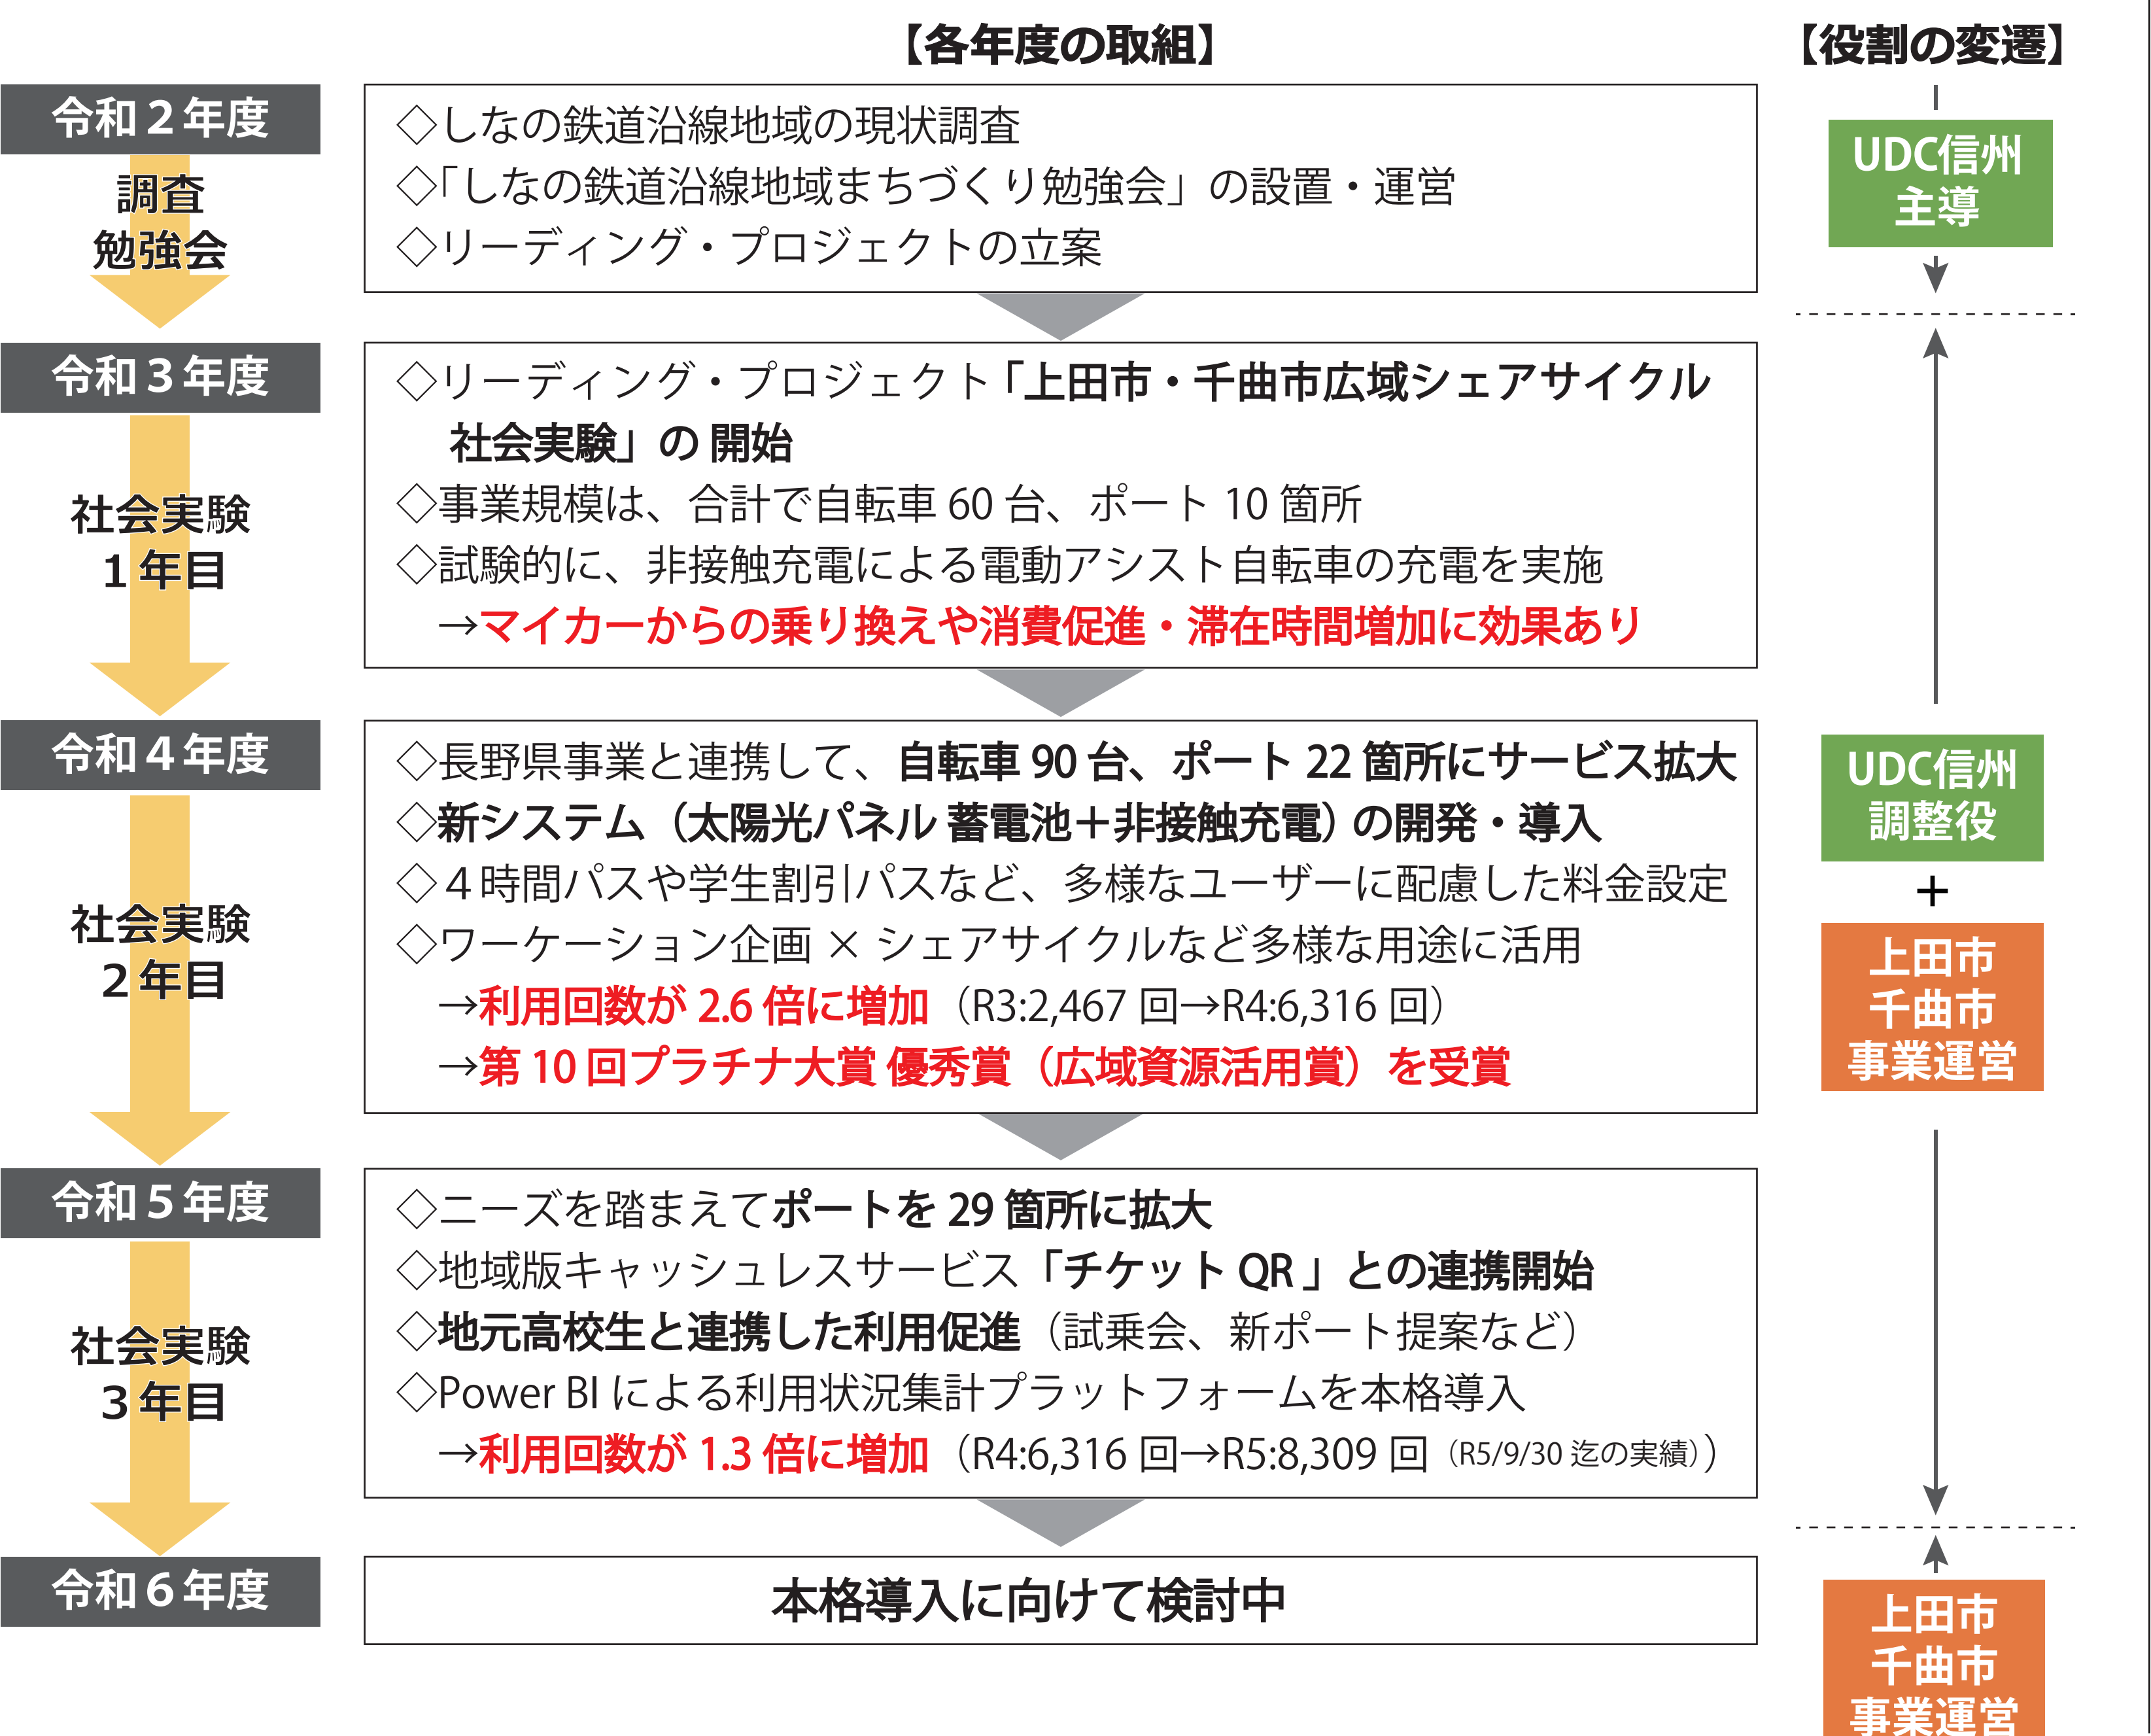 【各年度の取組】
【役割の変遷】
令和２年度
調査
勉強会
◇しなの鉄道沿線地域の現状調査
◇「しなの鉄道沿線地域まちづくり勉強会」の設置・運営
◇リーディング・プロジェクトの立案
UDC信州
主導
令和３年度
社会実験
１年目
◇リーディング・プロジェクト「上田市・千曲市広域シェアサイクル
社会実験」の 開始
◇事業規模は、合計で自転車 60 台、ポート 10 箇所
◇試験的に、非接触充電による電動アシスト自転車の充電を実施
→マイカーからの乗り換えや消費促進・滞在時間増加に効果あり
令和４年度
社会実験
２年目
◇長野県事業と連携して、自転車 90 台、ポート 22 箇所にサービス拡大
◇新システム（太陽光パネル 蓄電池＋非接触充電）の開発・導入
◇４時間パスや学生割引パスなど、多様なユーザーに配慮した料金設定
◇ワーケーション企画 × シェアサイクルなど多様な用途に活用
→利用回数が 2.6 倍に増加（R3:2,467 回→R4:6,316 回）
→第 10 回プラチナ大賞 優秀賞（広域資源活用賞）を受賞
UDC信州
調整役
＋
上田市
千曲市
事業運営
令和５年度
社会実験
３年目
◇ニーズを踏まえてポートを 29 箇所に拡大
◇地域版キャッシュレスサービス「チケット QR 」との連携開始
◇地元高校生と連携した利用促進（試乗会、新ポート提案など）
◇Power BI による利用状況集計プラットフォームを本格導入
→利用回数が 1.3 倍に増加（R4:6,316 回→R5:8,309 回（R5/9/30 迄の実績））
令和６年度
本格導入に向けて検討中
上田市
千曲市
事業運営